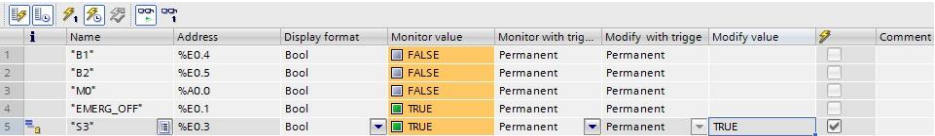 i Name Address Display format Monitor value Monitor with trig... Modify with trigge Modify value Comment
1 "B1" %E0.4 Bool FALSE Permanent Permanent
2 "B2" %E0.5 Bool FALSE Permanent Permanent
3 "M0" %A0.0 Bool FALSE Permanent Permanent
4 "EMERG_OFF" %E0.1 Bool TRUE Permanent Permanent
5 "S3" %E0.3 Bool TRUE Permanent Permanent TRUE